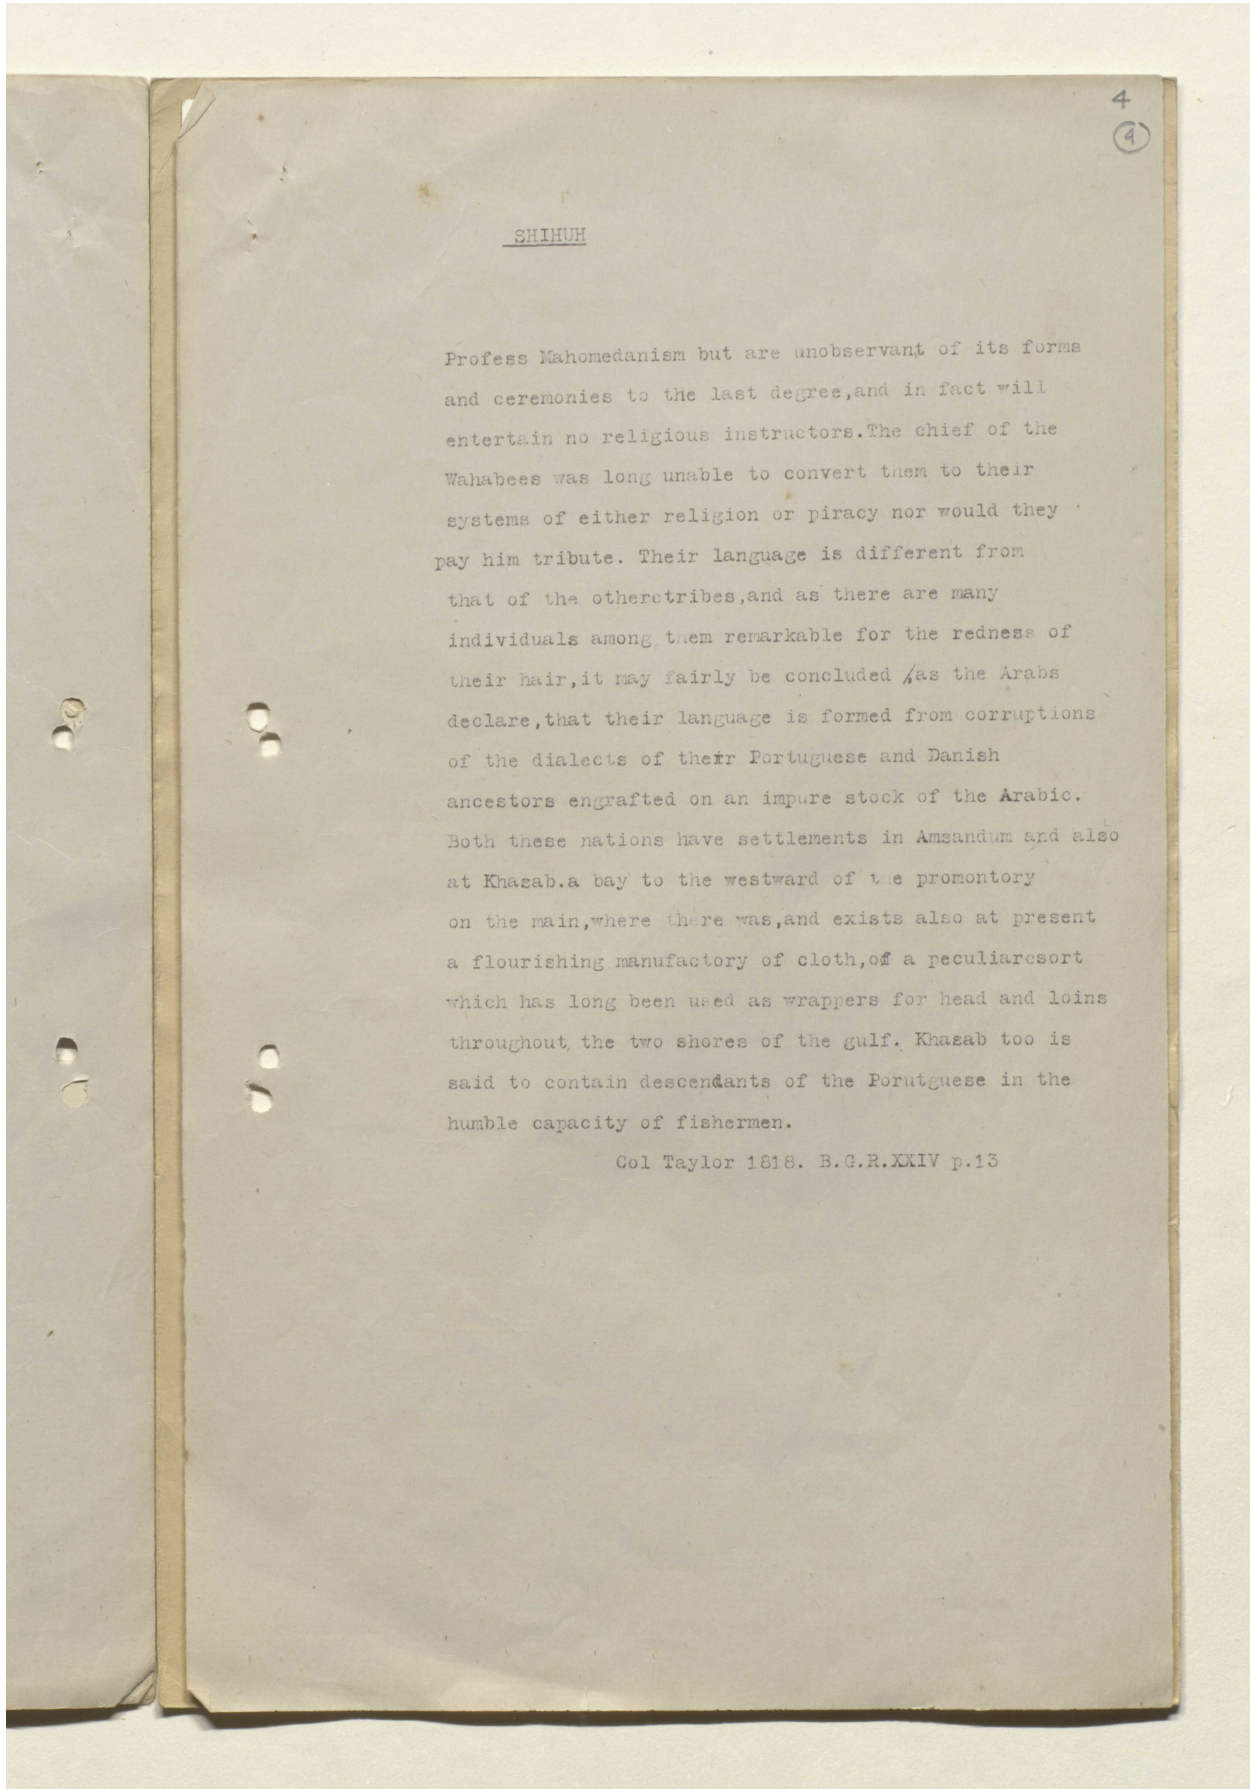 4
4
SHIHUH
Profess Mahomedanism but are unobservant of its forms
and ceremonies to the last degree,and in fact will
entertain no religious instructors.The chief of the
Wahabees was long unable to convert them to their
systems of either religion or piracy nor would they
pay him tribute. Their language is different from
that of the otherctribes,and as there are many
individuals among them remarkable for the redness of
their hair,it may fairly be concluded /as the Arabs
declare,that their language is formed from corruptions
of the dialects of their Portuguese and Danish
ancestors engrafted on an impure stock of the Arabic.
Both these nations have settlements in Amsandum and also
at Khasab.a bay to the westward of the promontory
on the main,where there was,and exists also at present
a flourishing manufactory of cloth,of a peculiarcsort
which has long been used as wrappers for head and loins
throughout the two shores of the gulf. Khasab too is
said to contain descendants of the Porutguese in the
humble capacity of fishermen.
Col Taylor 1818. B.G.R.XXIV p.13